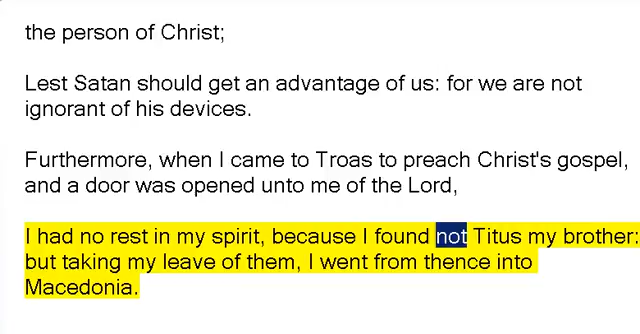 the person of Christ;
Lest Satan should get an advantage of us: for we are not
ignorant of his devices.
Furthermore, when I came to Troas to preach Christ's gospel,
and a door was opened unto me of the Lord,
I had no rest in my spirit, because I found not Titus my brother:
but taking my leave of them, I went from thence into
Macedonia.